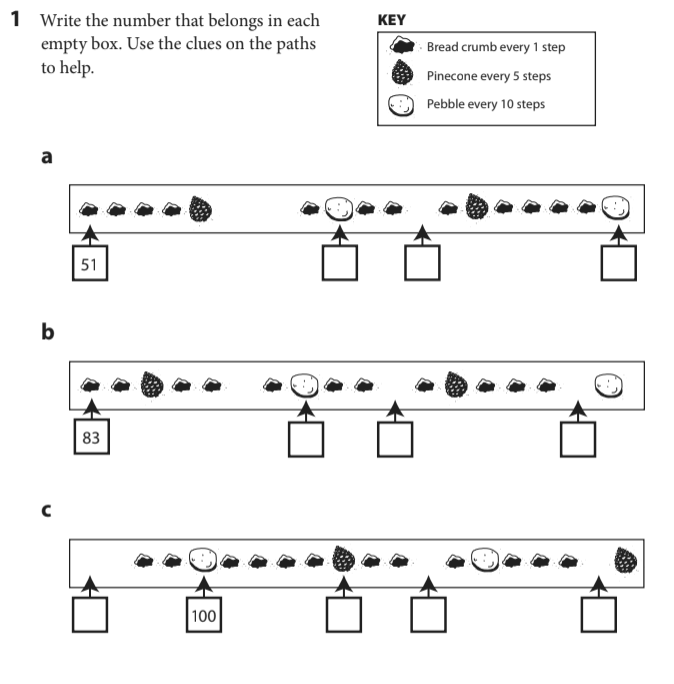 1 Write the number that belongs in each
empty box. Use the clues on the paths
to help.
KEY
Bread crumb every 1 step
Pinecone every 5 steps
Pebble every 10 steps
a
51
b
83
c
100